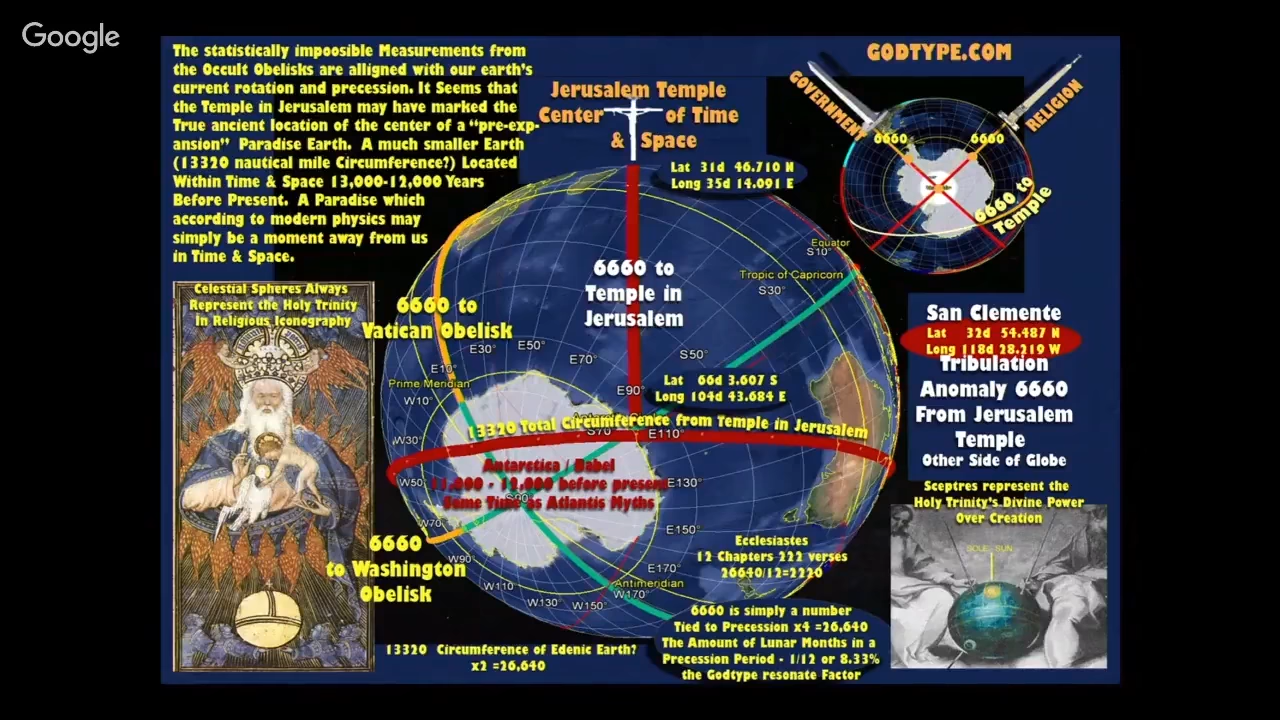 Google
The statistically impoosible Measurements from
the Occult Obelisks are alligned with our earth's
current rotation and precession. It Seems that
the Temple in Jerusalem may have marked the
True ancient location of the center of a "pre-exp-
ansion" Paradise Earth. A much smaller Earth
(13320 nautical mile Circumference?) Located
Within Time & Space 13,000-12,000 Years
Before Present. A Paradise which
according to modern physics may
simply be a moment away from us
in Time & Space.
Jerusalem Temple
Center of Time
& Space
Lat 31d 46.710 N
Long 35d 14.091 E
GODTYPE.COM
GOVERNMENT
RELIGION
6660
6660
6660 to
Temple
Equator
S10°
Tropic of Capricorn
S30°
6660 to
Temple in
Jerusalem
Celestial Spheres Always
Represent the Holy Trinity
In Religious Iconography
6660 to
Vatican Obelisk
E30°
E50°
E70°
S50°
E10°
Prime Meridian
W10°
E90°
Lat 66d 3.607 S
Long 104d 43.684 E
San Clemente
Lat 32d 54.487 N
Long 118d 28.219 W
Tribulation
Anomaly 6660
From Jerusalem
Temple
Other Side of Globe
13320 Total Circumference from Temple in Jerusalem
W30°
S70
E110°
Antarctica / Babel
11,000 - 12,000 before present
Same Time as Atlantis Myths
W50°
S90
E130°
W70°
E150°
Sceptres represent the
Holy Trinity's Divine Power
Over Creation
SOLE - SUN
6660
to Washington
Obelisk
W90°
W110
W130°
W150°
W170°
E170°
Antimeridian
Ecclesiastes
12 Chapters 222 verses
26640/12=2220
13320 Circumference of Edenic Earth?
x2 =26,640
6660 is simply a number
Tied to Precession x4 =26,640
The Amount of Lunar Months in a
Precession Period - 1/12 or 8.33%
the Godtype resonate Factor